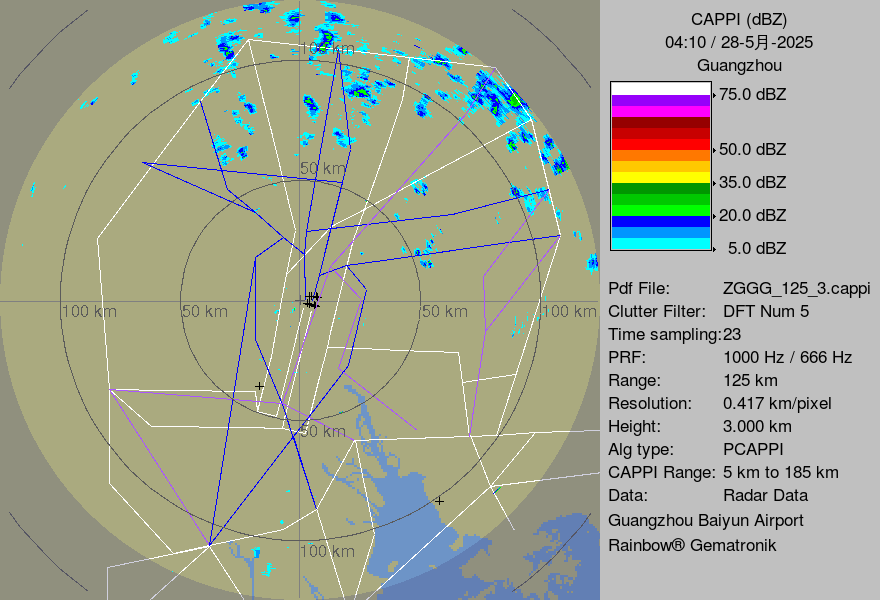 CAPPI (dBZ)
04:10 / 28-5月-2025
Guangzhou
75.0 dBZ
50.0 dBZ
35.0 dBZ
20.0 dBZ
5.0 dBZ
Pdf File: ZGGG_125_3.cappi
Clutter Filter: DFT Num 5
Time sampling:23
PRF: 1000 Hz / 666 Hz
Range: 125 km
Resolution: 0.417 km/pixel
Height: 3.000 km
Alg type: PCAPPI
CAPPI Range: 5 km to 185 km
Data: Radar Data
Guangzhou Baiyun Airport
Rainbow® Gematronik
100 km
50 km
100 km
50 km
50 km
100 km
50 km
100 km